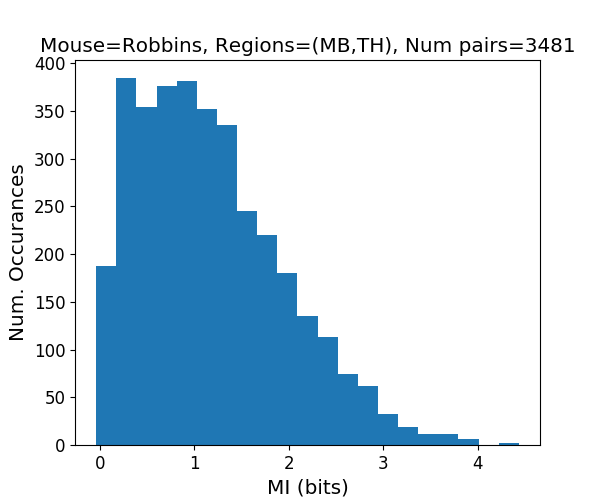 Mouse=Robbins, Regions=(MB,TH), Num pairs=3481
400
350
300
250
200
150
100
50
0
Num. Occurances
0 1 2 3 4
MI (bits)